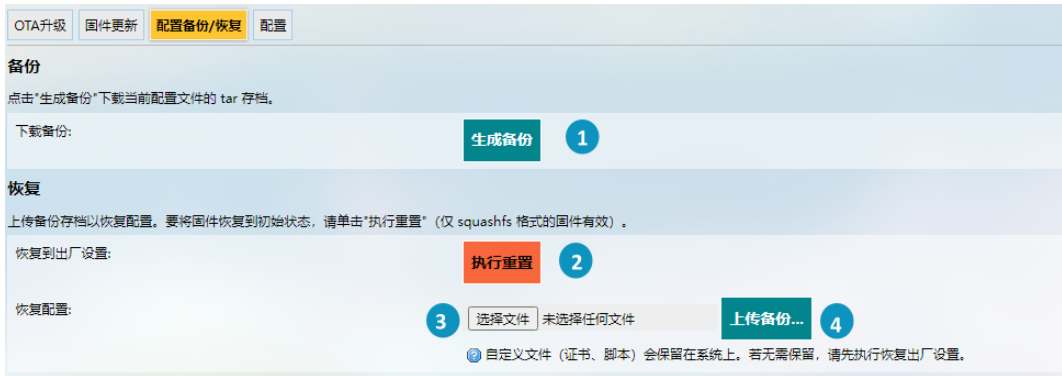 OTA升级 固件更新 配置备份/恢复 配置
备份
点击"生成备份"下载当前配置文件的 tar 存档。
下载备份: 生成备份 1
恢复
上传备份存档以恢复配置。要将固件恢复到初始状态，请单击"执行重置"（仅 squashfs 格式的固件有效）。
恢复到出厂设置: 执行重置 2
恢复配置: 3 选择文件 未选择任何文件 上传备份... 4
自定义文件（证书、脚本）会保留在系统上。若无需保留，请先执行恢复出厂设置。